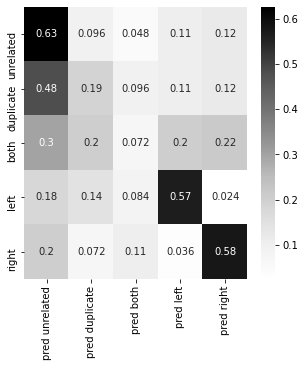 unrelated 0.63 0.096 0.048 0.11 0.12
duplicate 0.48 0.19 0.096 0.11 0.12
both 0.3 0.2 0.072 0.2 0.22
left 0.18 0.14 0.084 0.57 0.024
right 0.2 0.072 0.11 0.036 0.58
pred unrelated
pred duplicate
pred both
pred left
pred right
0.6
0.5
0.4
0.3
0.2
0.1